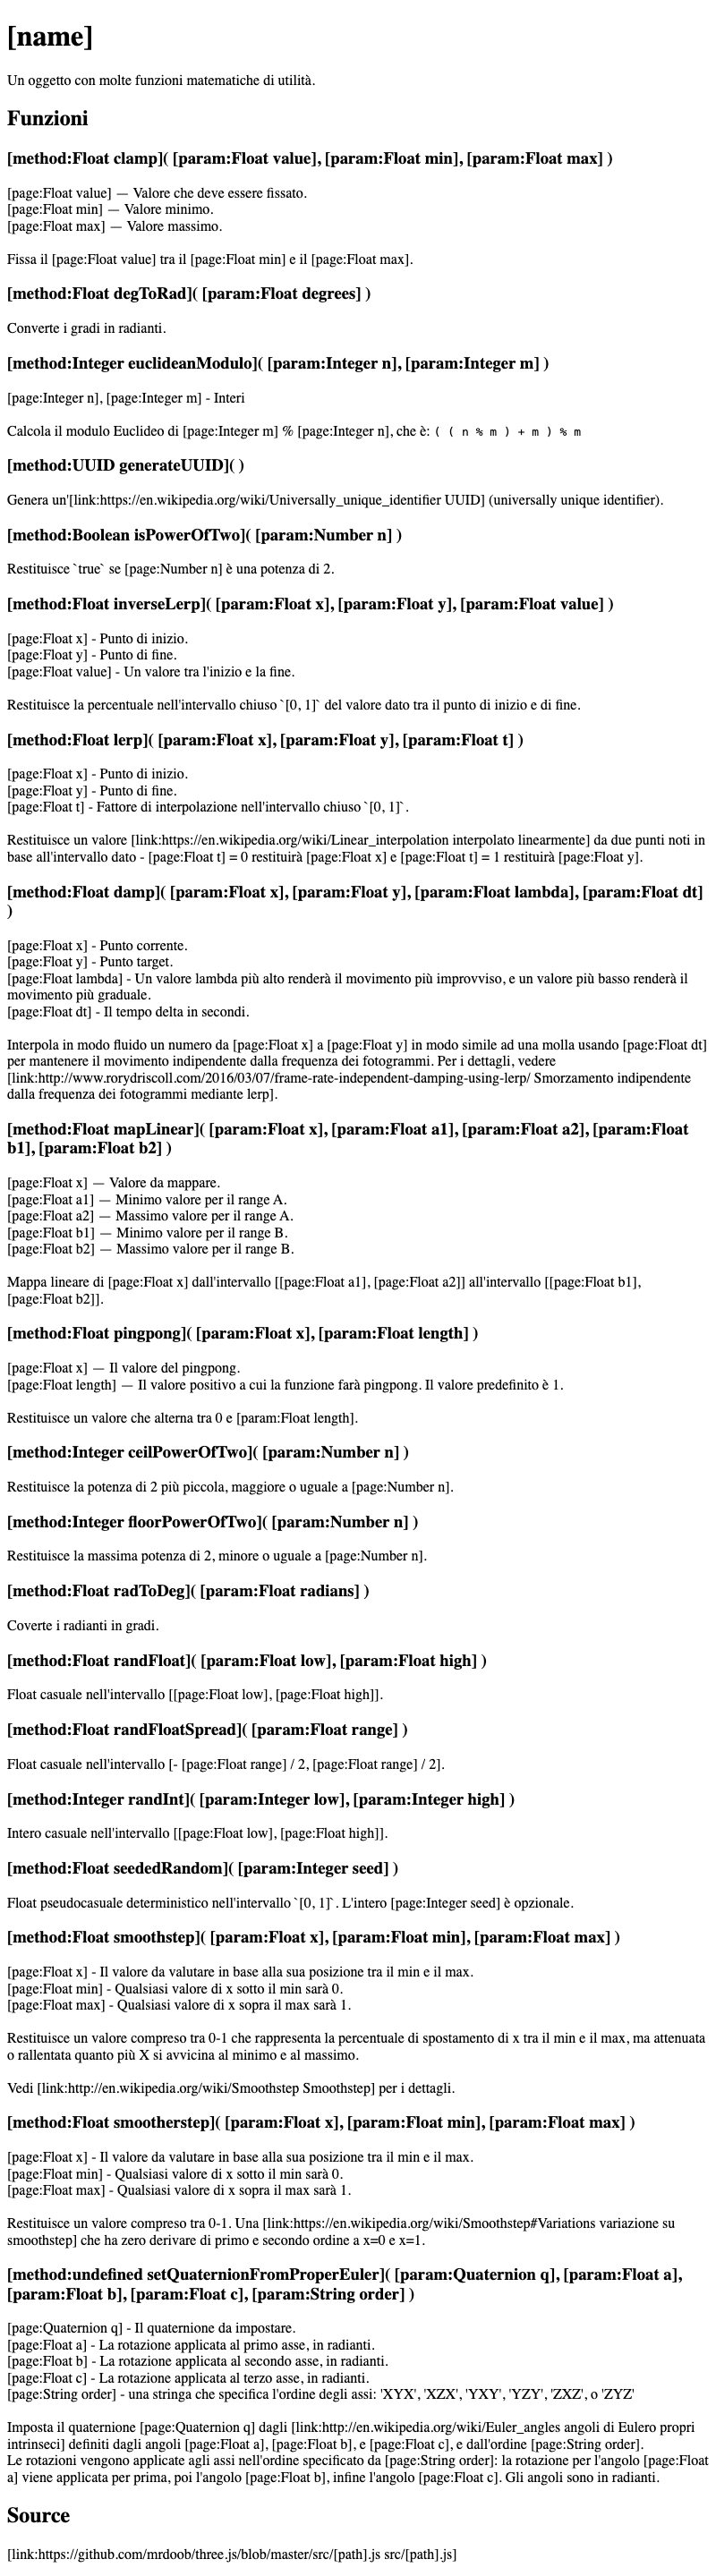 [name]
Un oggetto con molte funzioni matematiche di utilità.
Funzioni
[method:Float clamp]( [param:Float value], [param:Float min], [param:Float max] )
[page:Float value] — Valore che deve essere fissato.
[page:Float min] — Valore minimo.
[page:Float max] — Valore massimo.
Fissa il [page:Float value] tra il [page:Float min] e il [page:Float max].
[method:Float degToRad]( [param:Float degrees] )
Converte i gradi in radianti.
[method:Integer euclideanModulo]( [param:Integer n], [param:Integer m] )
[page:Integer n], [page:Integer m] - Interi
Calcola il modulo Euclideo di [page:Integer m] % [page:Integer n], che è: ( ( n % m ) + m ) % m
[method:UUID generateUUID]( )
Genera un'[link:https://en.wikipedia.org/wiki/Universally_unique_identifier UUID] (universally unique identifier).
[method:Boolean isPowerOfTwo]( [param:Number n] )
Restituisce `true` se [page:Number n] è una potenza di 2.
[method:Float inverseLerp]( [param:Float x], [param:Float y], [param:Float value] )
[page:Float x] - Punto di inizio.
[page:Float y] - Punto di fine.
[page:Float value] - Un valore tra l'inizio e la fine.
Restituisce la percentuale nell'intervallo chiuso `[0, 1]` del valore dato tra il punto di inizio e di fine.
[method:Float lerp]( [param:Float x], [param:Float y], [param:Float t] )
[page:Float x] - Punto di inizio.
[page:Float y] - Punto di fine.
[page:Float t] - Fattore di interpolazione nell'intervallo chiuso `[0, 1]`.
Restituisce un valore [link:https://en.wikipedia.org/wiki/Linear_interpolation interpolato linearmente] da due punti noti in
base all'intervallo dato - [page:Float t] = 0 restituirà [page:Float x] e [page:Float t] = 1 restituirà [page:Float y].
[method:Float damp]( [param:Float x], [param:Float y], [param:Float lambda], [param:Float dt]
)
[page:Float x] - Punto corrente.
[page:Float y] - Punto target.
[page:Float lambda] - Un valore lambda più alto renderà il movimento più improvviso, e un valore più basso renderà il
movimento più graduale.
[page:Float dt] - Il tempo delta in secondi.
Interpola in modo fluido un numero da [page:Float x] a [page:Float y] in modo simile ad una molla usando [page:Float dt]
per mantenere il movimento indipendente dalla frequenza dei fotogrammi. Per i dettagli, vedere
[link:http://www.rorydriscoll.com/2016/03/07/frame-rate-independent-damping-using-lerp/ Smorzamento indipendente
dalla frequenza dei fotogrammi mediante lerp].
[method:Float mapLinear]( [param:Float x], [param:Float a1], [param:Float a2], [param:Float
b1], [param:Float b2] )
[page:Float x] — Valore da mappare.
[page:Float a1] — Minimo valore per il range A.
[page:Float a2] — Massimo valore per il range A.
[page:Float b1] — Minimo valore per il range B.
[page:Float b2] — Massimo valore per il range B.
Mappa lineare di [page:Float x] dall'intervallo [[page:Float a1], [page:Float a2]] all'intervallo [[page:Float b1],
[page:Float b2]].
[method:Float pingpong]( [param:Float x], [param:Float length] )
[page:Float x] — Il valore del pingpong.
[page:Float length] — Il valore positivo a cui la funzione farà pingpong. Il valore predefinito è 1.
Restituisce un valore che alterna tra 0 e [param:Float length].
[method:Integer ceilPowerOfTwo]( [param:Number n] )
Restituisce la potenza di 2 più piccola, maggiore o uguale a [page:Number n].
[method:Integer floorPowerOfTwo]( [param:Number n] )
Restituisce la massima potenza di 2, minore o uguale a [page:Number n].
[method:Float radToDeg]( [param:Float radians] )
Coverte i radianti in gradi.
[method:Float randFloat]( [param:Float low], [param:Float high] )
Float casuale nell'intervallo [[page:Float low], [page:Float high]].
[method:Float randFloatSpread]( [param:Float range] )
Float casuale nell'intervallo [- [page:Float range] / 2, [page:Float range] / 2].
[method:Integer randInt]( [param:Integer low], [param:Integer high] )
Intero casuale nell'intervallo [[page:Float low], [page:Float high]].
[method:Float seededRandom]( [param:Integer seed] )
Float pseudocasuale deterministico nell'intervallo `[0, 1]`. L'intero [page:Integer seed] è opzionale.
[method:Float smoothstep]( [param:Float x], [param:Float min], [param:Float max] )
[page:Float x] - Il valore da valutare in base alla sua posizione tra il min e il max.
[page:Float min] - Qualsiasi valore di x sotto il min sarà 0.
[page:Float max] - Qualsiasi valore di x sopra il max sarà 1.
Restituisce un valore compreso tra 0-1 che rappresenta la percentuale di spostamento di x tra il min e il max, ma attenuata
o rallentata quanto più X si avvicina al minimo e al massimo.
Vedi [link:http://en.wikipedia.org/wiki/Smoothstep Smoothstep] per i dettagli.
[method:Float smootherstep]( [param:Float x], [param:Float min], [param:Float max] )
[page:Float x] - Il valore da valutare in base alla sua posizione tra il min e il max.
[page:Float min] - Qualsiasi valore di x sotto il min sarà 0.
[page:Float max] - Qualsiasi valore di x sopra il max sarà 1.
Restituisce un valore compreso tra 0-1. Una [link:https://en.wikipedia.org/wiki/Smoothstep#Variations variazione su
smoothstep] che ha zero derivare di primo e secondo ordine a x=0 e x=1.
[method:undefined setQuaternionFromProperEuler]( [param:Quaternion q], [param:Float a],
[param:Float b], [param:Float c], [param:String order] )
[page:Quaternion q] - Il quaternione da impostare.
[page:Float a] - La rotazione applicata al primo asse, in radianti.
[page:Float b] - La rotazione applicata al secondo asse, in radianti.
[page:Float c] - La rotazione applicata al terzo asse, in radianti.
[page:String order] - una stringa che specifica l'ordine degli assi: 'XYX', 'XZX', 'YXY', 'YZY', 'ZXZ', o 'ZYZ'
Imposta il quaternione [page:Quaternion q] dagli [link:http://en.wikipedia.org/wiki/Euler_angles angoli di Eulero propri
intrinseci] definiti dagli angoli [page:Float a], [page:Float b], e [page:Float c], e dall'ordine [page:String order].
Le rotazioni vengono applicate agli assi nell'ordine specificato da [page:String order]: la rotazione per l'angolo [page:Float
a] viene applicata per prima, poi l'angolo [page:Float b], infine l'angolo [page:Float c]. Gli angoli sono in radianti.
Source
[link:https://github.com/mrdoob/three.js/blob/master/src/[path].js src/[path].js]